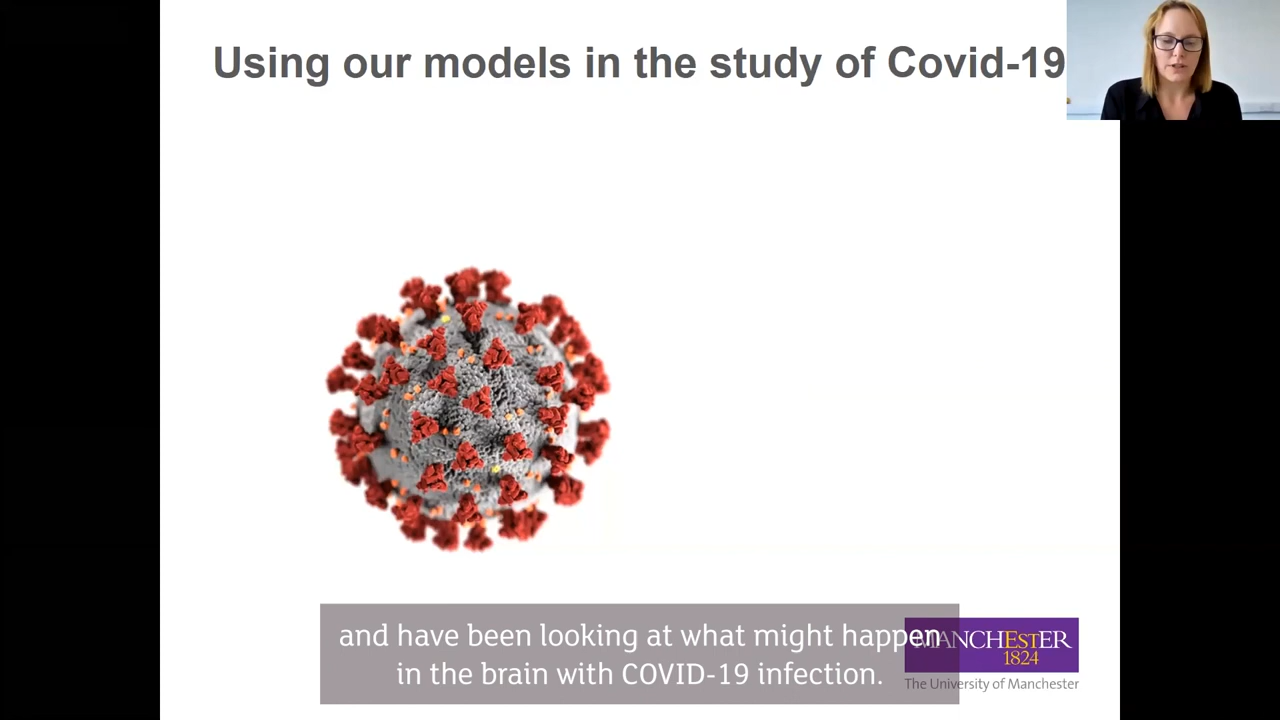 Using our models in the study of Covid-19
and have been looking at what might happen
in the brain with COVID-19 infection.
MANCHESTER
1824
The University of Manchester